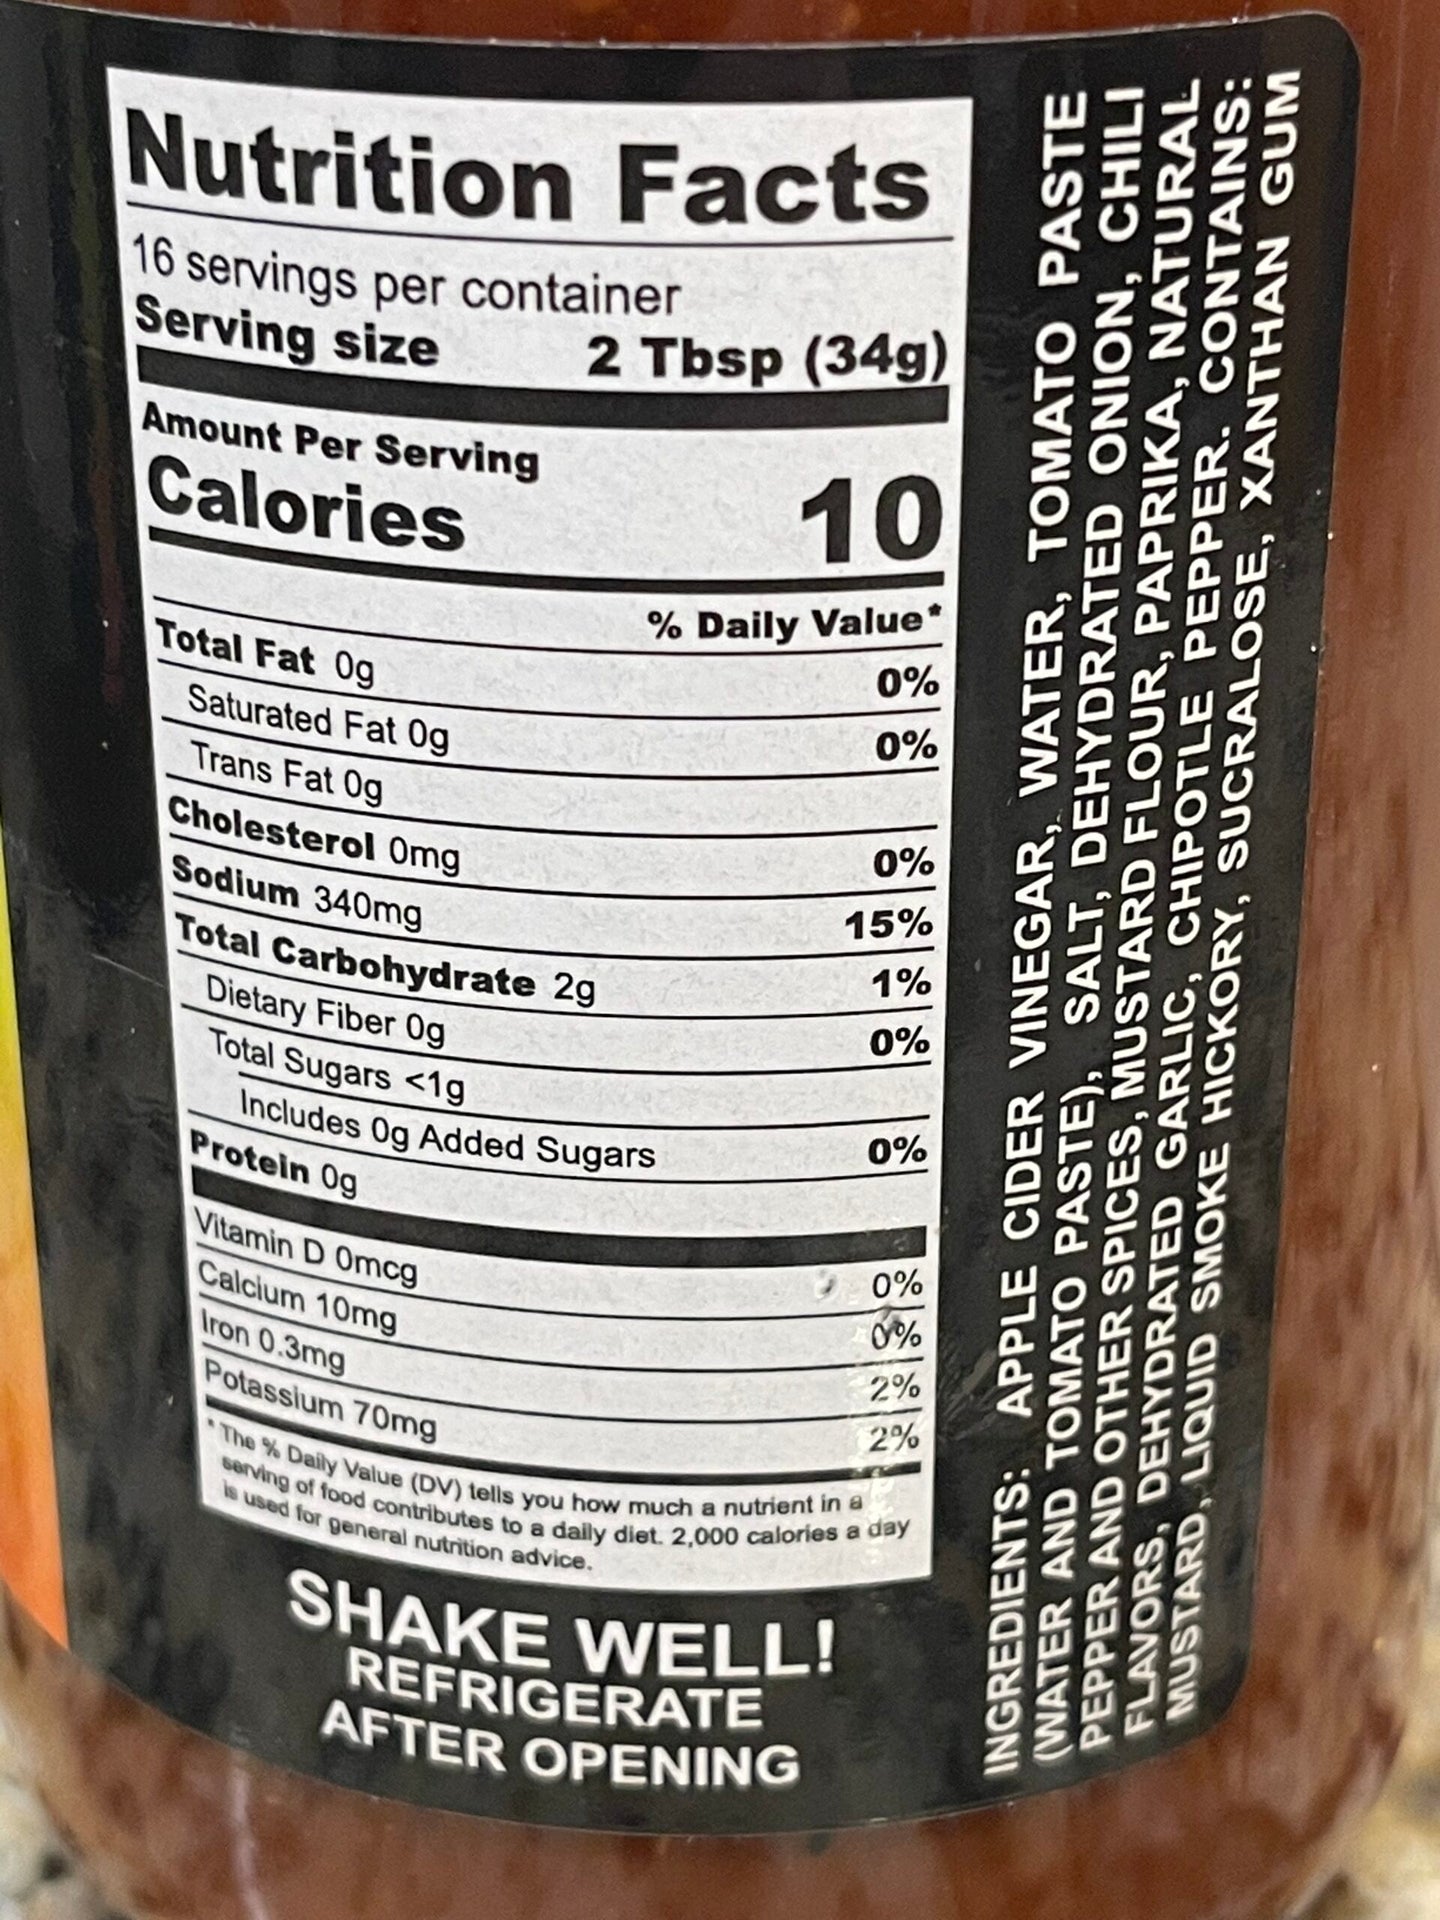 Nutrition Facts
16 servings per container
Serving size 2 Tbsp (34g)
Amount Per Serving
Calories 10
% Daily Value*
Total Fat 0g 0%
Saturated Fat 0g 0%
Trans Fat 0g
Cholesterol 0mg 0%
Sodium 340mg 15%
Total Carbohydrate 2g 1%
Dietary Fiber 0g 0%
Total Sugars <1g
Includes 0g Added Sugars 0%
Protein 0g
Vitamin D 0mcg 0%
Calcium 10mg 0%
Iron 0.3mg 2%
Potassium 70mg 2%
* The % Daily Value (DV) tells you how much a nutrient in a
serving of food contributes to a daily diet. 2,000 calories a day
is used for general nutrition advice.
SHAKE WELL!
REFRIGERATE
AFTER OPENING
INGREDIENTS: APPLE CIDER VINEGAR, WATER, TOMATO PASTE
(WATER AND TOMATO PASTE), SALT, DEHYDRATED ONION, CHILI
PEPPER AND OTHER SPICES, MUSTARD FLOUR, PAPRIKA, NATURAL
FLAVORS, DEHYDRATED GARLIC, CHIPOTLE PEPPER. CONTAINS:
MUSTARD, LIQUID SMOKE HICKORY, SUCRALOSE, XANTHAN GUM